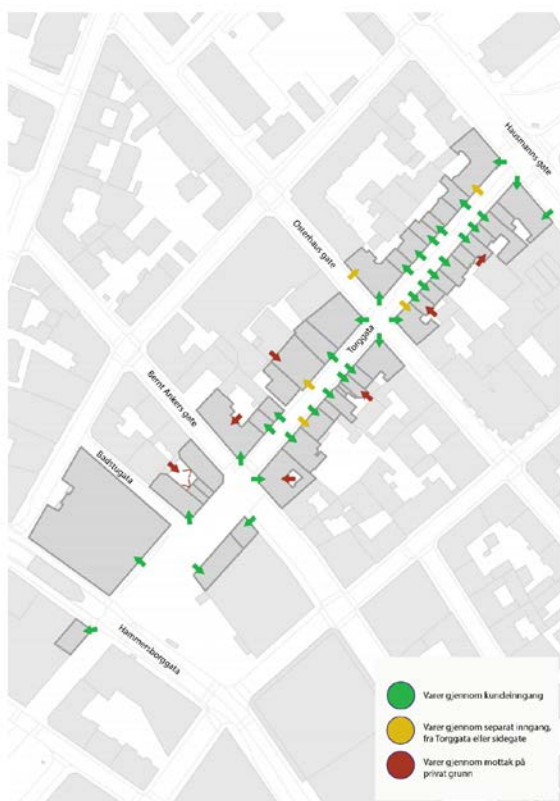 Hausmanns gate
Osterhaus gate
Torggata
Bernt Ankers gate
Badstugata
Hammersborggata
Varer gjennom kundeinngang
Varer gjennom separat inngang,
fra Torggata eller sidegate
Varer gjennom mottak på
privat grunn